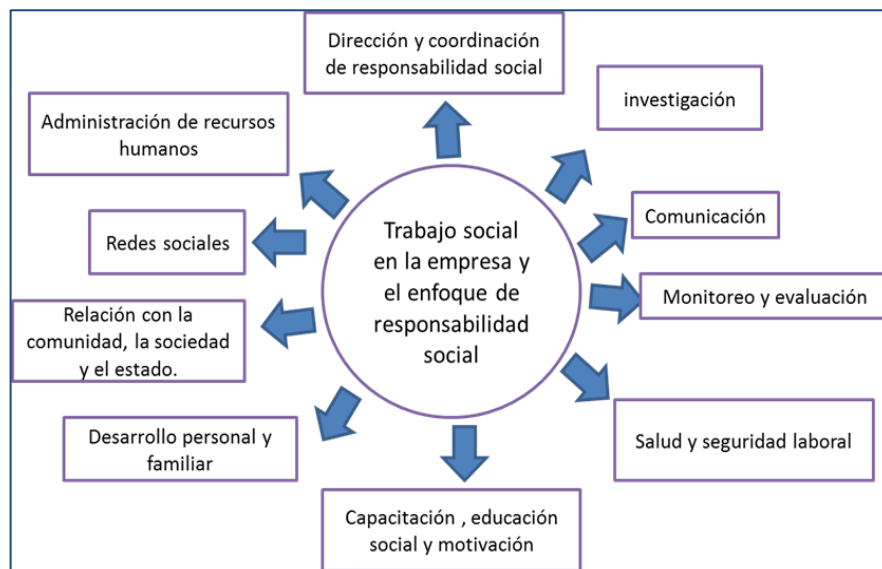 Dirección y coordinación
de responsabilidad social
investigación
Administración de recursos
humanos
Comunicación
Redes sociales
Trabajo social
en la empresa y
el enfoque de
responsabilidad
social
Monitoreo y evaluación
Relación con la
comunidad, la sociedad
y el estado.
Desarrollo personal y
familiar
Salud y seguridad laboral
Capacitación , educación
social y motivación